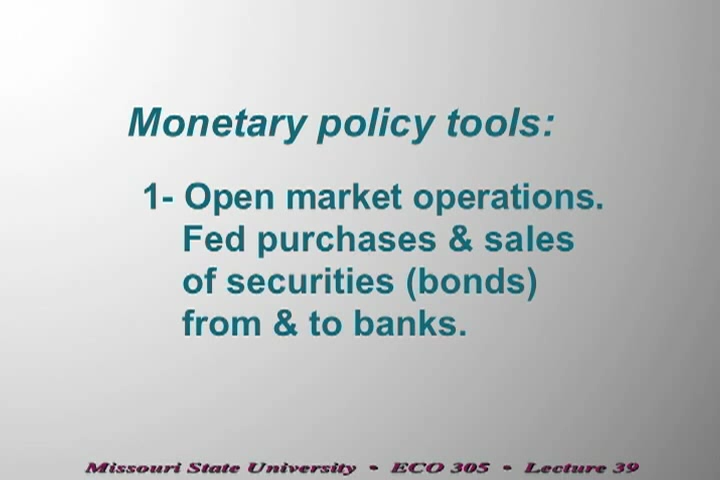 Monetary policy tools:
1- Open market operations.
Fed purchases & sales
of securities (bonds)
from & to banks.
Missouri State University • ECO 305 • Lecture 39